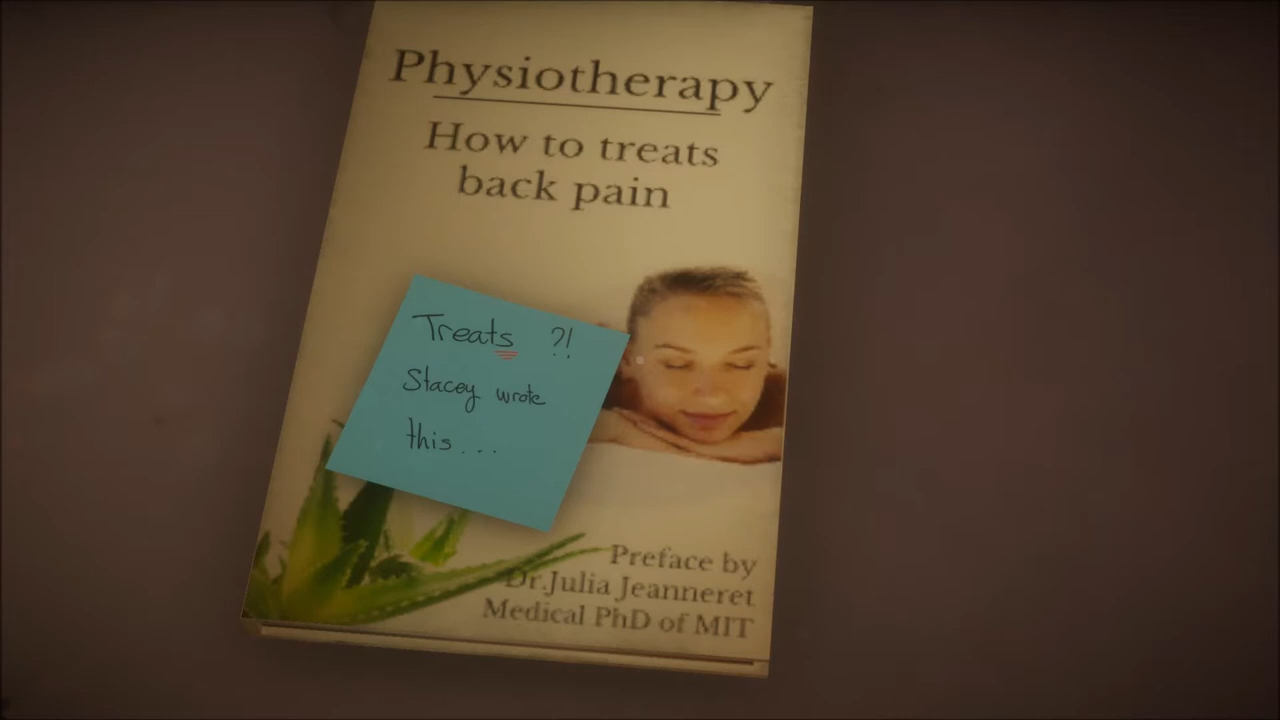 Physiotherapy
How to treats
back pain
Treats ?!
Stacey wrote
this...
Preface by
Dr.Julia Jeanneret
Medical PhD of MIT